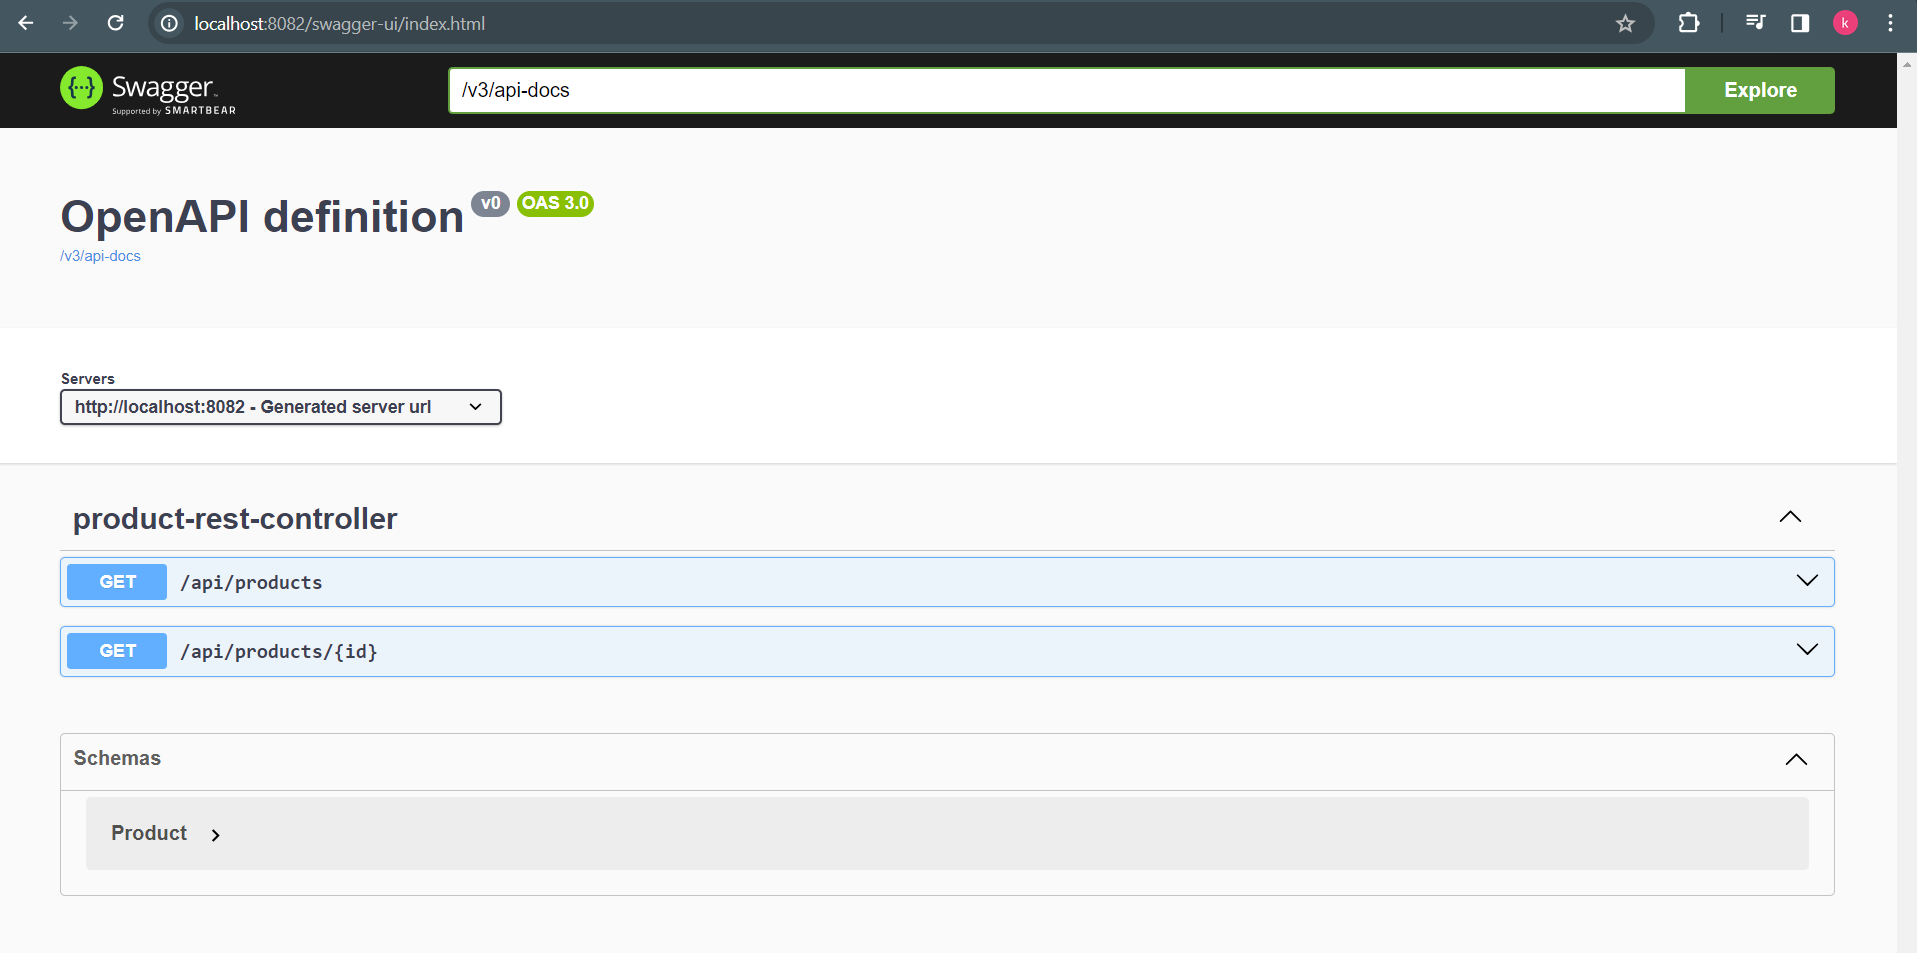 localhost:8082/swagger-ui/index.html
k
{···} Swagger™
Supported by SMARTBEAR
/v3/api-docs
Explore
OpenAPI definition v0 OAS 3.0
/v3/api-docs
Servers
http://localhost:8082 - Generated server url
product-rest-controller
GET /api/products
GET /api/products/{id}
Schemas
Product